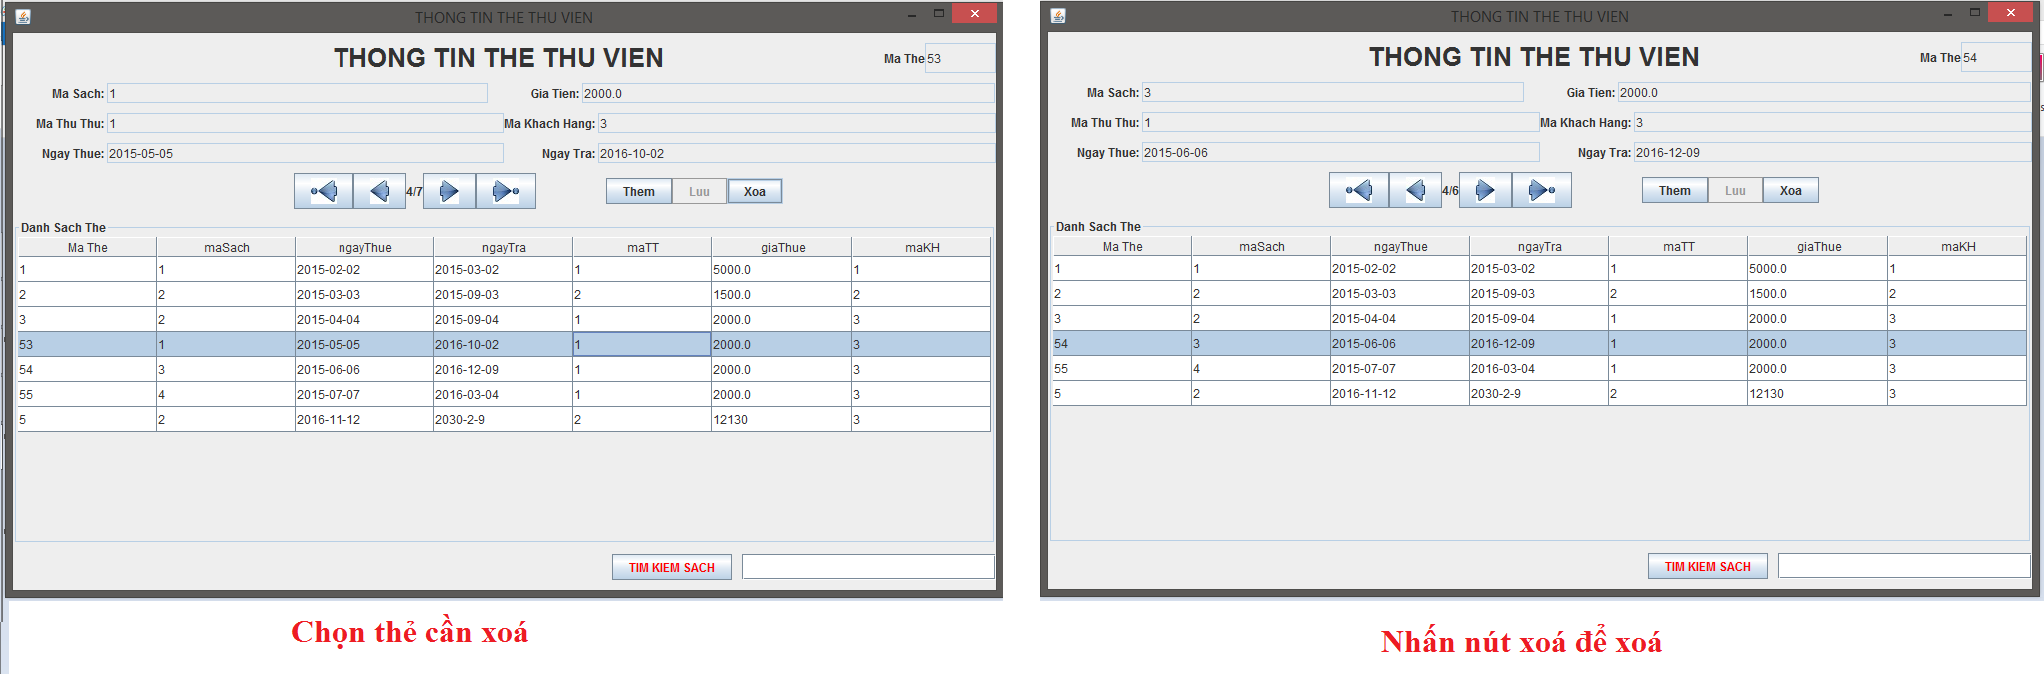 THONG TIN THE THU VIEN
THONG TIN THE THU VIEN
Ma The 53
Ma Sach: 1 Gia Tien: 2000.0
Ma Thu Thu: 1 Ma Khach Hang: 3
Ngay Thue: 2015-05-05 Ngay Tra: 2016-10-02
4/7 Them Luu Xoa
Danh Sach The
Ma The maSach ngayThue ngayTra maTT giaThue maKH
1 1 2015-02-02 2015-03-02 1 5000.0 1
2 2 2015-03-03 2015-09-03 2 1500.0 2
3 2 2015-04-04 2015-09-04 1 2000.0 3
53 1 2015-05-05 2016-10-02 1 2000.0 3
54 3 2015-06-06 2016-12-09 1 2000.0 3
55 4 2015-07-07 2016-03-04 1 2000.0 3
5 2 2016-11-12 2030-2-9 2 12130 3
TIM KIEM SACH
Chọn thẻ cần xoá
THONG TIN THE THU VIEN
THONG TIN THE THU VIEN
Ma The 54
Ma Sach: 3 Gia Tien: 2000.0
Ma Thu Thu: 1 Ma Khach Hang: 3
Ngay Thue: 2015-06-06 Ngay Tra: 2016-12-09
4/6 Them Luu Xoa
Danh Sach The
Ma The maSach ngayThue ngayTra maTT giaThue maKH
1 1 2015-02-02 2015-03-02 1 5000.0 1
2 2 2015-03-03 2015-09-03 2 1500.0 2
3 2 2015-04-04 2015-09-04 1 2000.0 3
54 3 2015-06-06 2016-12-09 1 2000.0 3
55 4 2015-07-07 2016-03-04 1 2000.0 3
5 2 2016-11-12 2030-2-9 2 12130 3
TIM KIEM SACH
Nhấn nút xoá để xoá